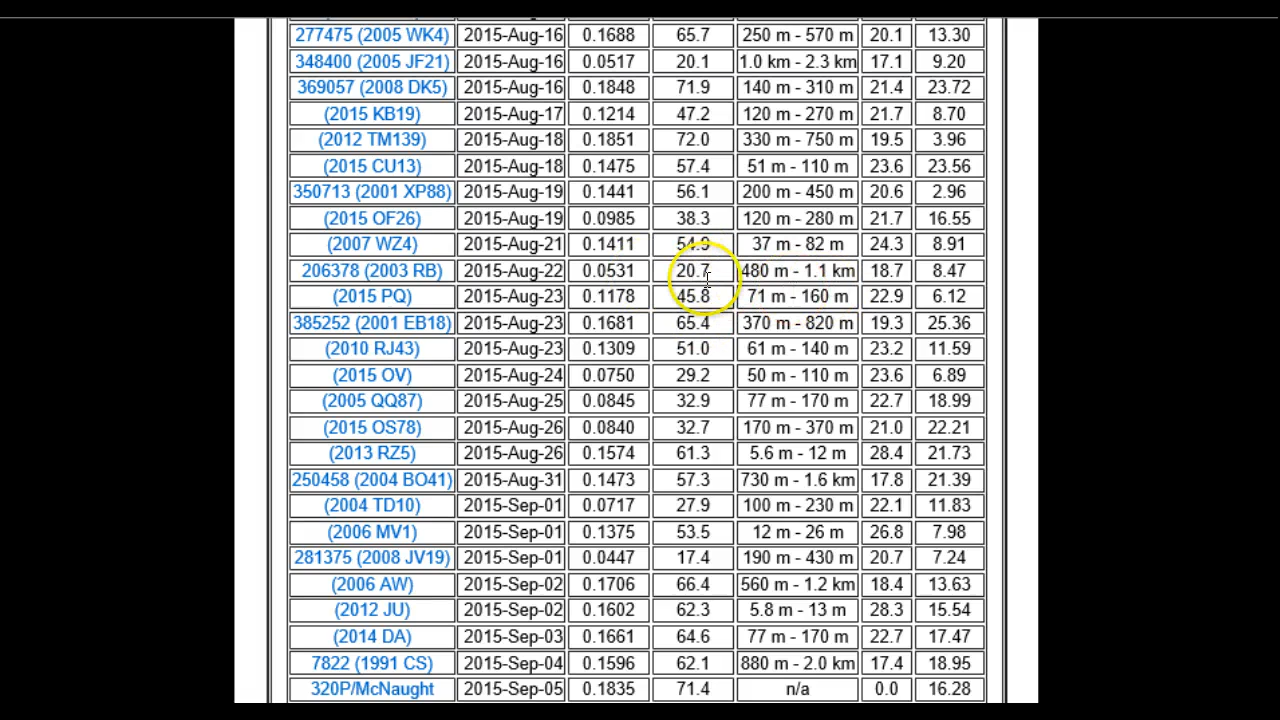 277475 (2005 WK4) 2015-Aug-16 0.1688 65.7 250 m - 570 m 20.1 13.30
348400 (2005 JF21) 2015-Aug-16 0.0517 20.1 1.0 km - 2.3 km 17.1 9.20
369057 (2008 DK5) 2015-Aug-16 0.1848 71.9 140 m - 310 m 21.4 23.72
(2015 KB19) 2015-Aug-17 0.1214 47.2 120 m - 270 m 21.7 8.70
(2012 TM139) 2015-Aug-18 0.1851 72.0 330 m - 750 m 19.5 3.96
(2015 CU13) 2015-Aug-18 0.1475 57.4 51 m - 110 m 23.6 23.56
350713 (2001 XP88) 2015-Aug-19 0.1441 56.1 200 m - 450 m 20.6 2.96
(2015 OF26) 2015-Aug-19 0.0985 38.3 120 m - 280 m 21.7 16.55
(2007 WZ4) 2015-Aug-21 0.1411 54.9 37 m - 82 m 24.3 8.91
206378 (2003 RB) 2015-Aug-22 0.0531 20.7 480 m - 1.1 km 18.7 8.47
(2015 PQ) 2015-Aug-23 0.1178 45.8 71 m - 160 m 22.9 6.12
385252 (2001 EB18) 2015-Aug-23 0.1681 65.4 370 m - 820 m 19.3 25.36
(2010 RJ43) 2015-Aug-23 0.1309 51.0 61 m - 140 m 23.2 11.59
(2015 OV) 2015-Aug-24 0.0750 29.2 50 m - 110 m 23.6 6.89
(2005 QQ87) 2015-Aug-25 0.0845 32.9 77 m - 170 m 22.7 18.99
(2015 OS78) 2015-Aug-26 0.0840 32.7 170 m - 370 m 21.0 22.21
(2013 RZ5) 2015-Aug-26 0.1574 61.3 5.6 m - 12 m 28.4 21.73
250458 (2004 BO41) 2015-Aug-31 0.1473 57.3 730 m - 1.6 km 17.8 21.39
(2004 TD10) 2015-Sep-01 0.0717 27.9 100 m - 230 m 22.1 11.83
(2006 MV1) 2015-Sep-01 0.1375 53.5 12 m - 26 m 26.8 7.98
281375 (2008 JV19) 2015-Sep-01 0.0447 17.4 190 m - 430 m 20.7 7.24
(2006 AW) 2015-Sep-02 0.1706 66.4 560 m - 1.2 km 18.4 13.63
(2012 JU) 2015-Sep-02 0.1602 62.3 5.8 m - 13 m 28.3 15.54
(2014 DA) 2015-Sep-03 0.1661 64.6 77 m - 170 m 22.7 17.47
7822 (1991 CS) 2015-Sep-04 0.1596 62.1 880 m - 2.0 km 17.4 18.95
320P/McNaught 2015-Sep-05 0.1835 71.4 n/a 0.0 16.28